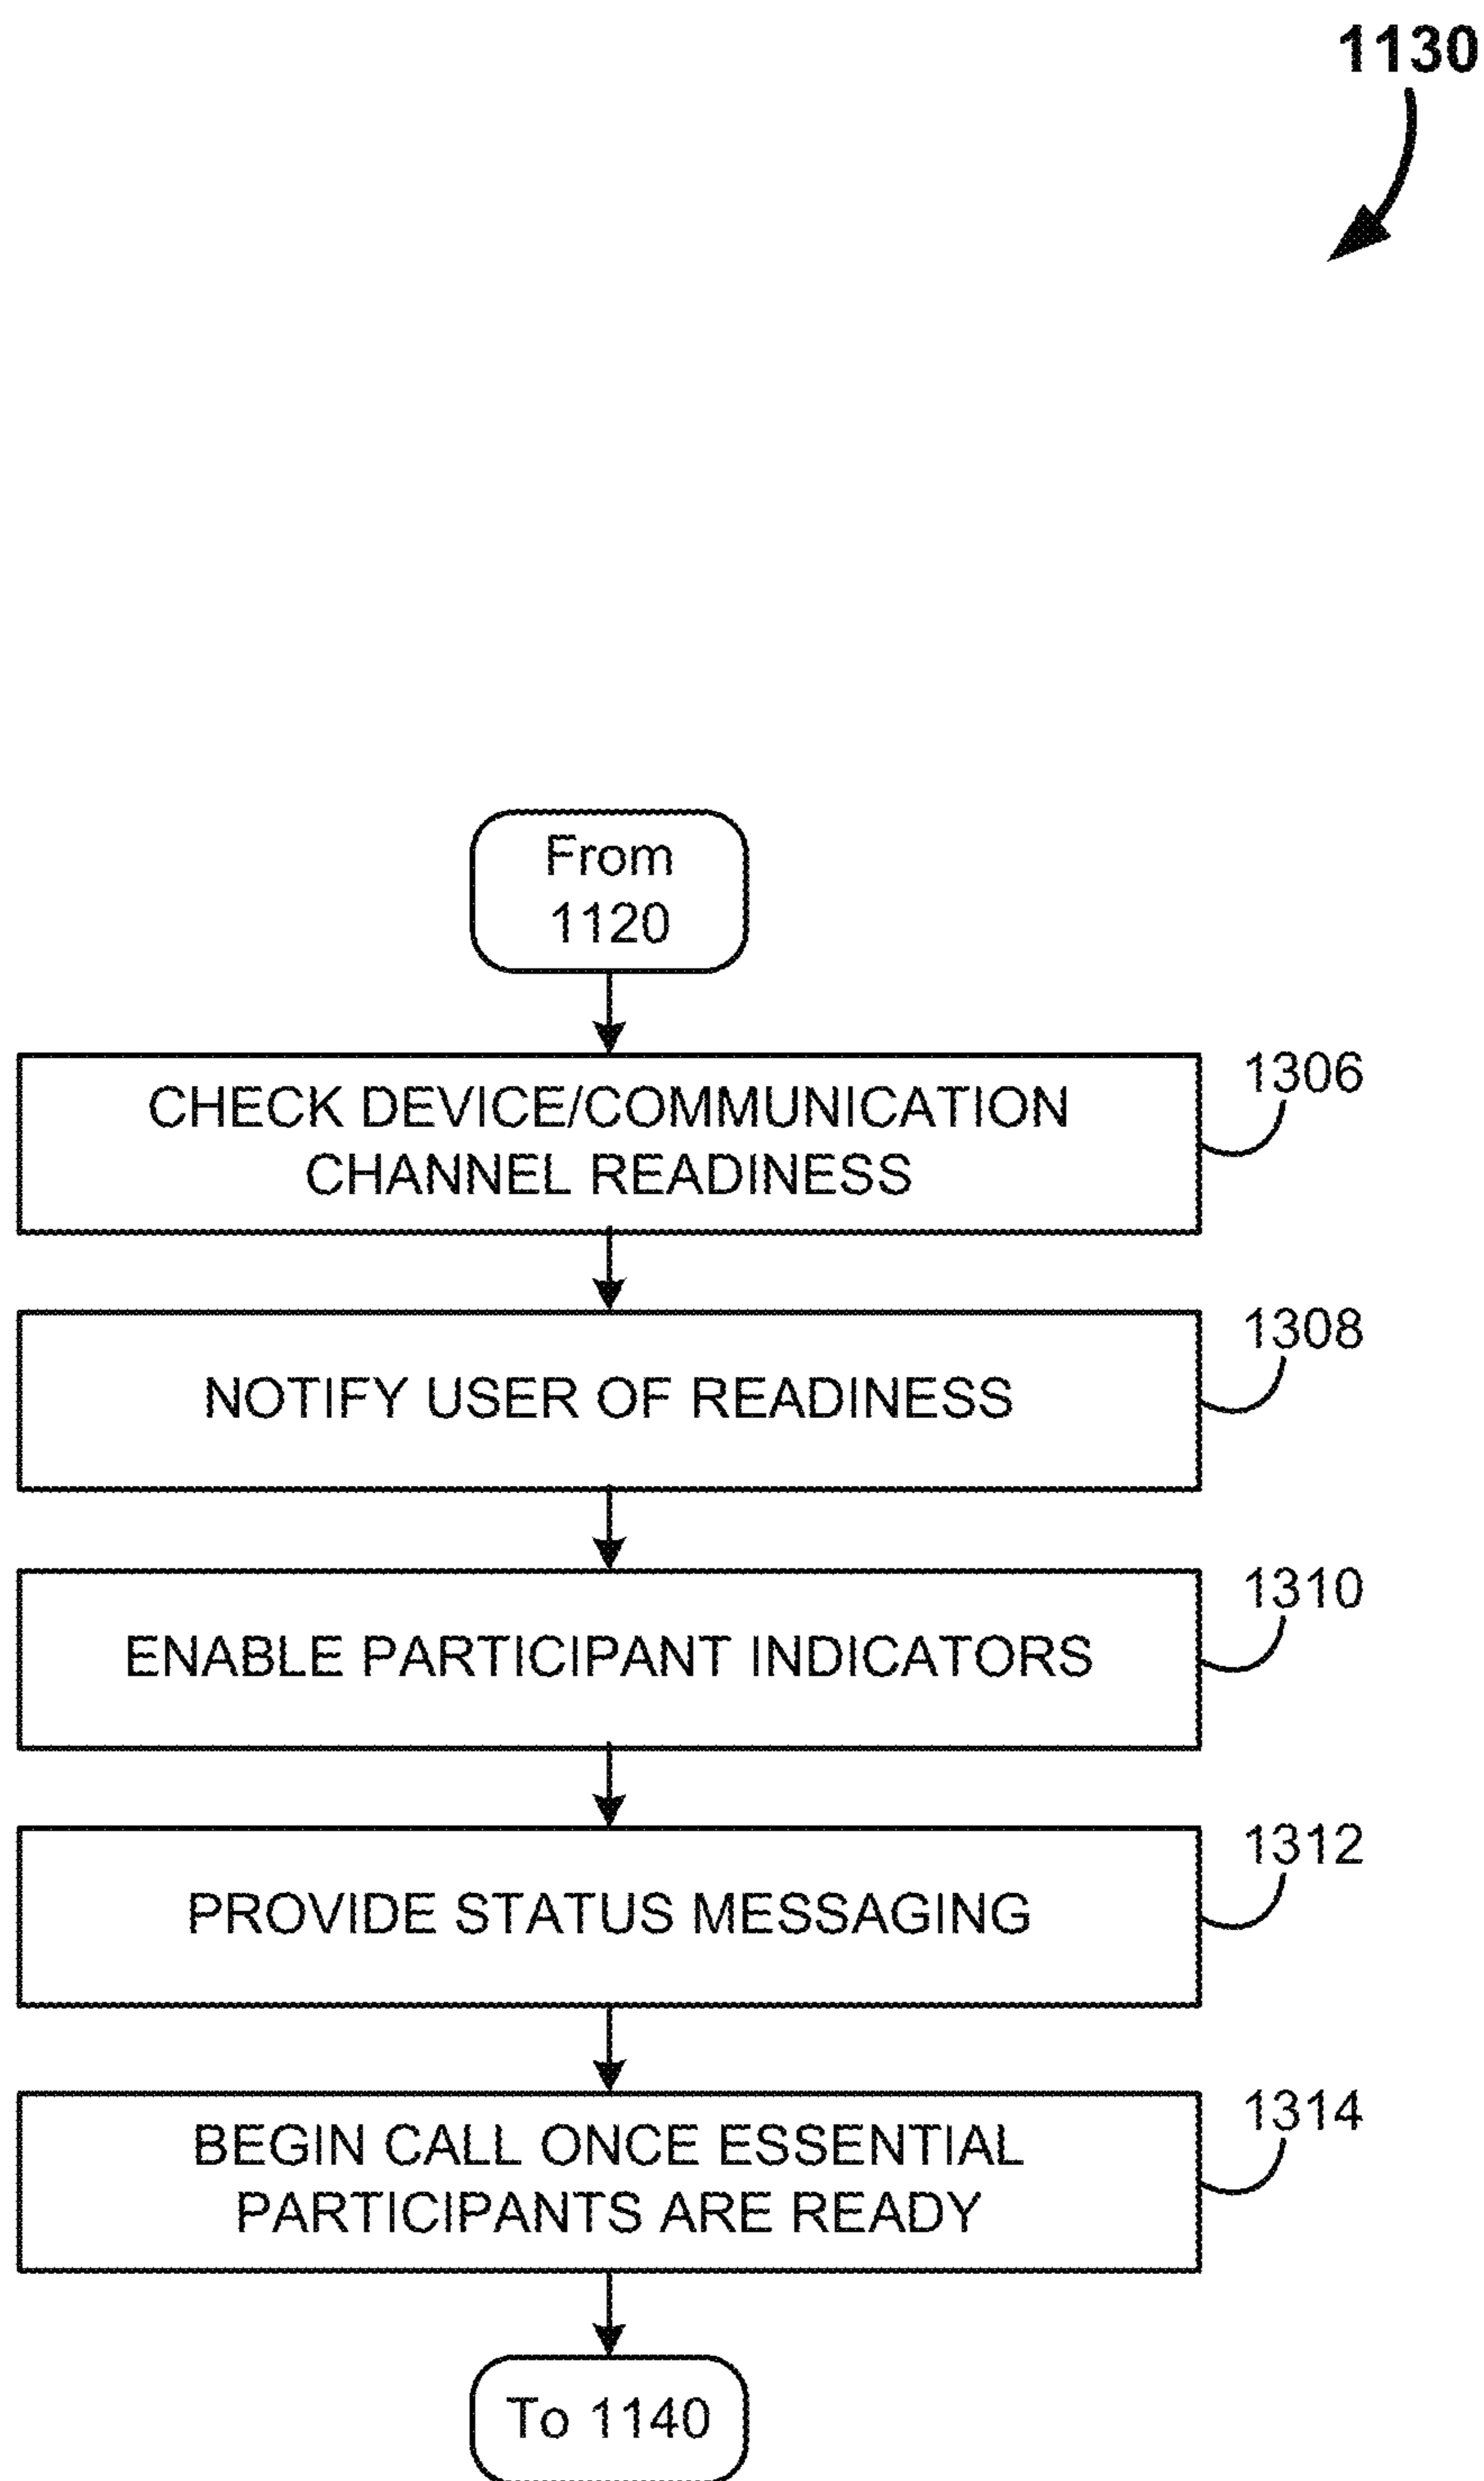 1130
From
1120
CHECK DEVICE/COMMUNICATION
CHANNEL READINESS
1306
NOTIFY USER OF READINESS
1308
ENABLE PARTICIPANT INDICATORS
1310
PROVIDE STATUS MESSAGING
1312
BEGIN CALL ONCE ESSENTIAL
PARTICIPANTS ARE READY
1314
To 1140